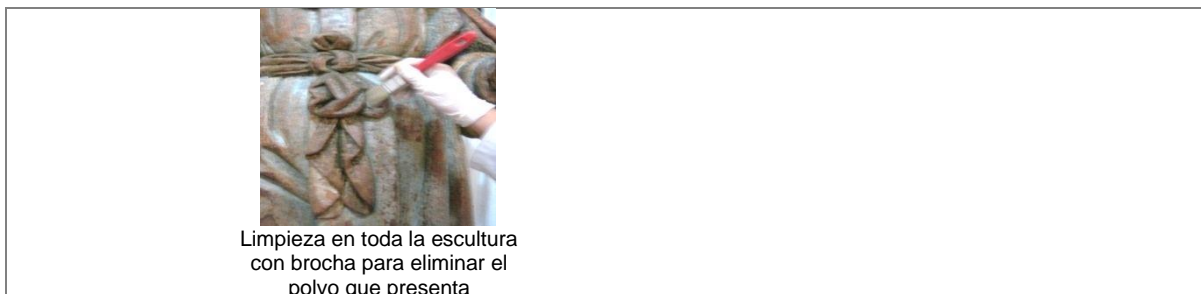 Limpieza en toda la escultura
con brocha para eliminar el
polvo que presenta